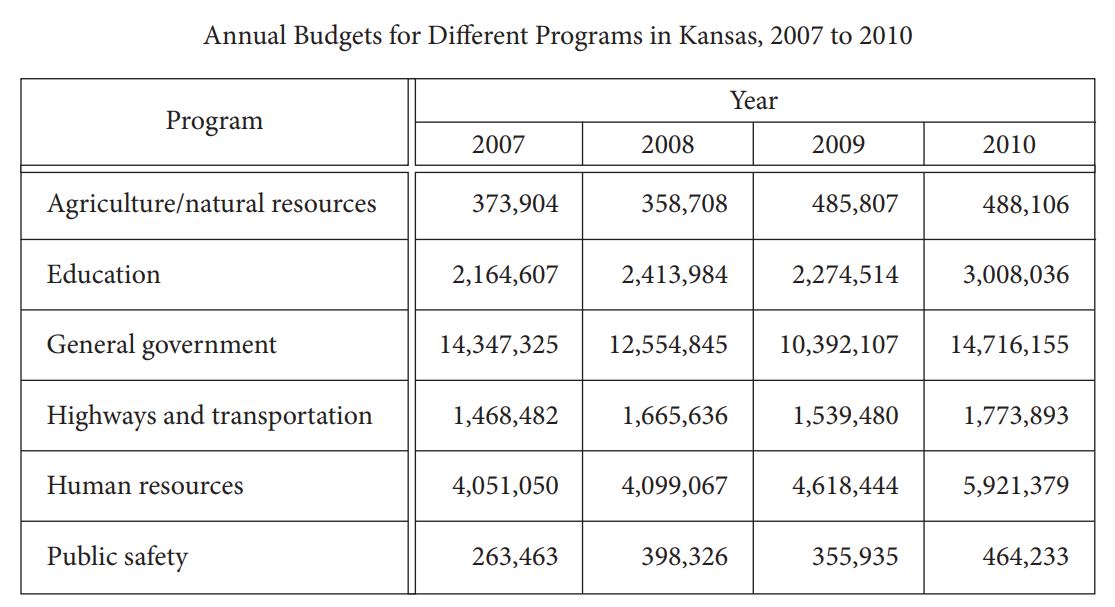 Annual Budgets for Different Programs in Kansas, 2007 to 2010
Program Year
2007 2008 2009 2010
Agriculture/natural resources 373,904 358,708 485,807 488,106
Education 2,164,607 2,413,984 2,274,514 3,008,036
General government 14,347,325 12,554,845 10,392,107 14,716,155
Highways and transportation 1,468,482 1,665,636 1,539,480 1,773,893
Human resources 4,051,050 4,099,067 4,618,444 5,921,379
Public safety 263,463 398,326 355,935 464,233